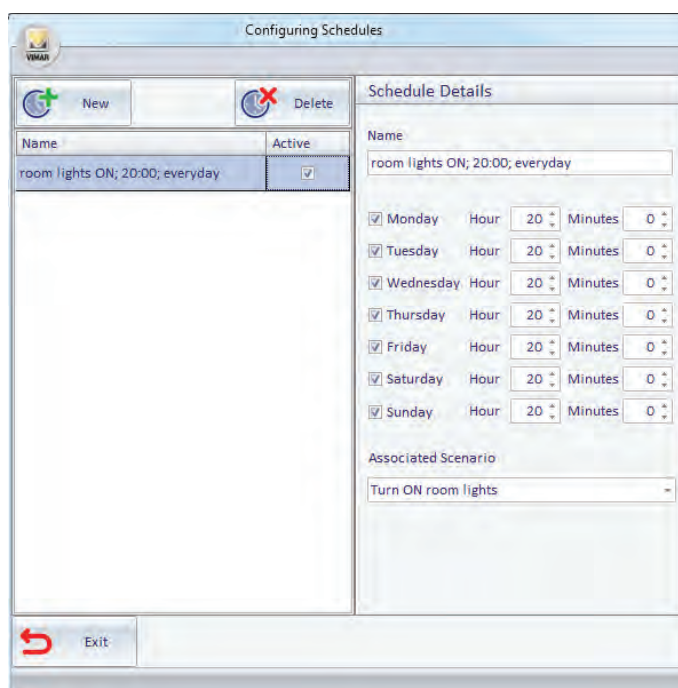 Configuring Schedules
VIMAR
New
Delete
Name Active
room lights ON; 20:00; everyday
Schedule Details
Name
room lights ON; 20:00; everyday
Monday Hour 20 Minutes 0
Tuesday Hour 20 Minutes 0
Wednesday Hour 20 Minutes 0
Thursday Hour 20 Minutes 0
Friday Hour 20 Minutes 0
Saturday Hour 20 Minutes 0
Sunday Hour 20 Minutes 0
Associated Scenario
Turn ON room lights
Exit